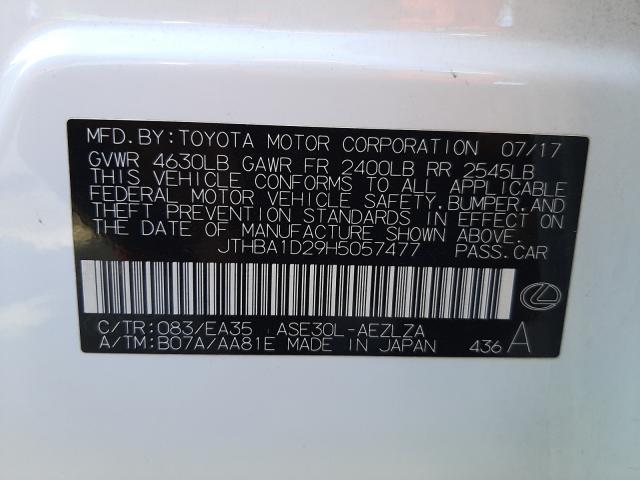 MFD. BY: TOYOTA MOTOR CORPORATION 07/17
GVWR 4630LB GAWR FR 2400LB RR 2545LB
THIS VEHICLE CONFORMS TO ALL APPLICABLE
FEDERAL MOTOR VEHICLE SAFETY, BUMPER, AND
THEFT PREVENTION STANDARDS IN EFFECT ON
THE DATE OF MANUFACTURE SHOWN ABOVE.
JTHBA1D29H5057477 PASS. CAR
C/TR: 083/EA35 ASE30L-AEZLZA
A/TM: B07A/AA81E MADE IN JAPAN 436 A